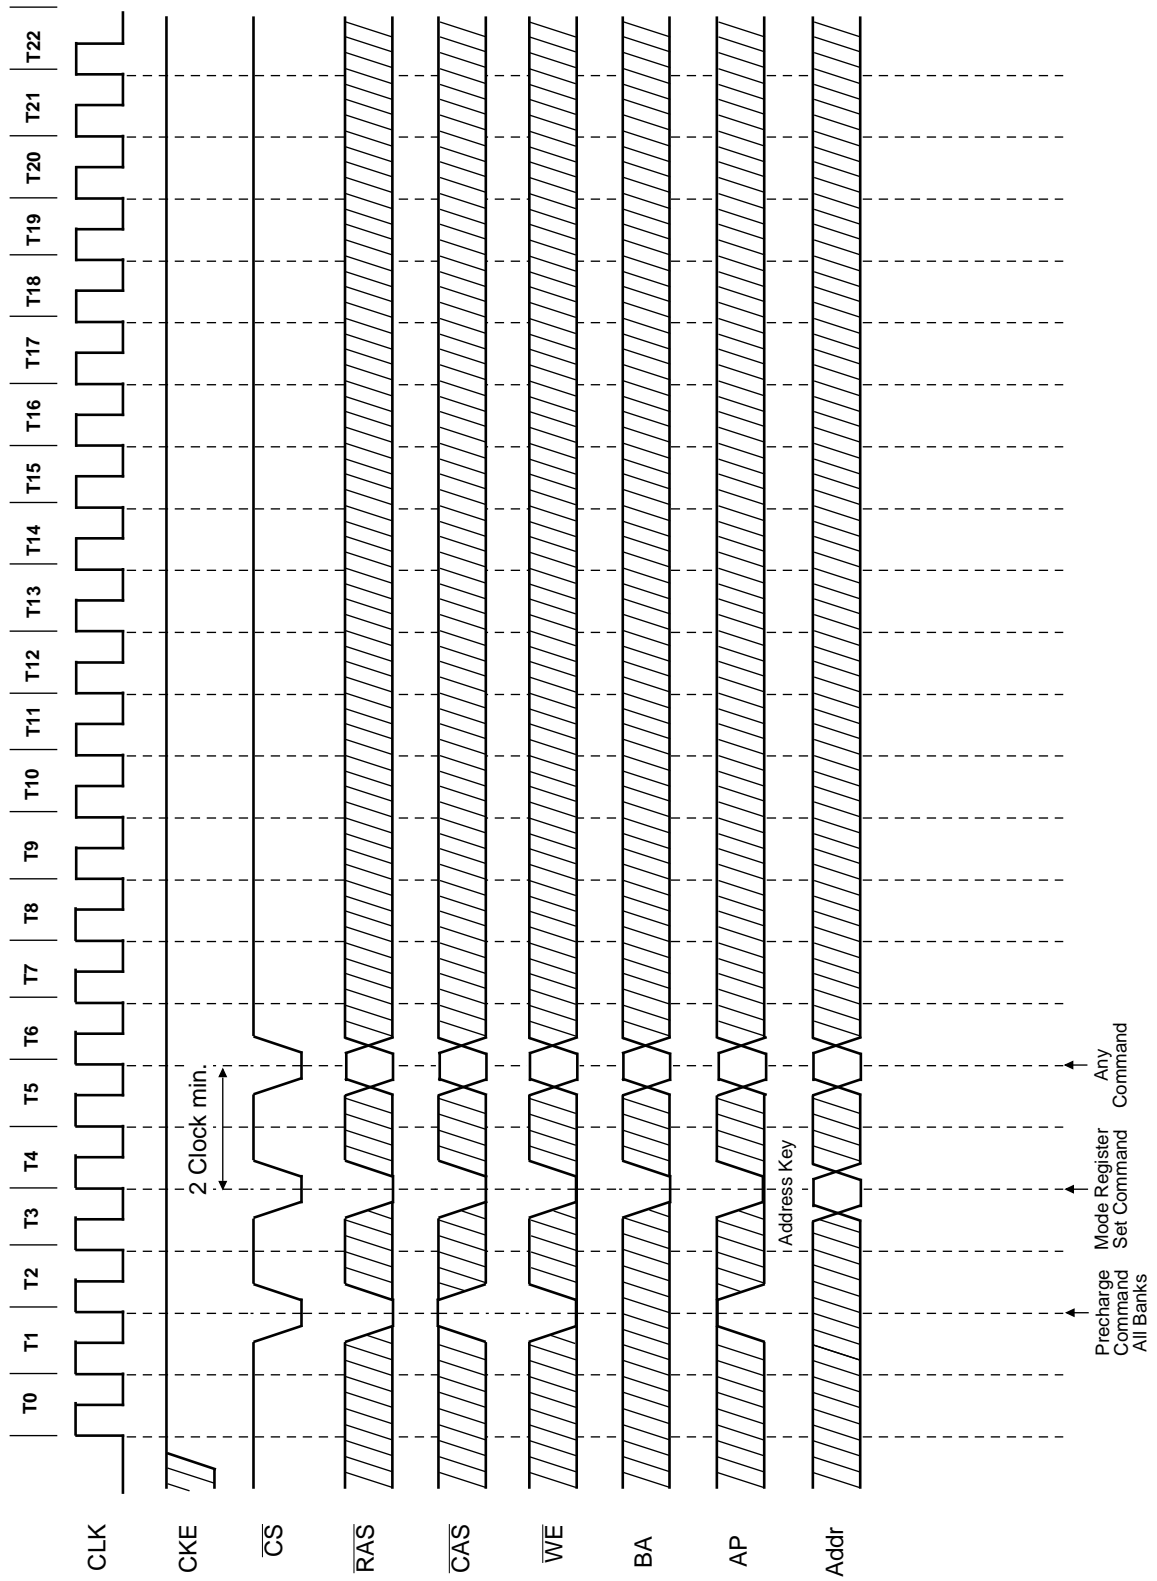 T0 T1 T2 T3 T4 T5 T6 T7 T8 T9 T10 T11 T12 T13 T14 T15 T16 T17 T18 T19 T20 T21 T22
CLK
CKE
2 Clock min.
CS
RAS
CAS
WE
BA
AP
Address Key
Addr
Precharge
Command
All Banks
Mode Register
Set Command
Any
Command